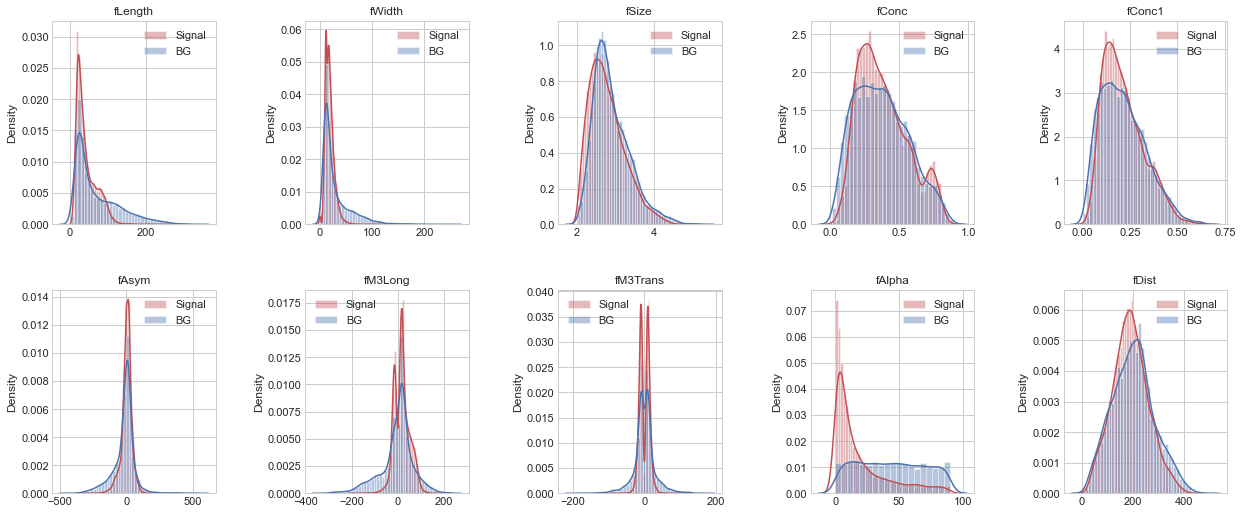 fLength
Density
0.030
0.025
0.020
0.015
0.010
0.005
0.000
0
200
Signal
BG
fWidth
Density
0.06
0.05
0.04
0.03
0.02
0.01
0.00
0
100
200
Signal
BG
fSize
Density
1.0
0.8
0.6
0.4
0.2
0.0
2
4
Signal
BG
fConc
Density
2.5
2.0
1.5
1.0
0.5
0.0
0.0
0.5
1.0
Signal
BG
fConc1
Density
4
3
2
1
0
0.00
0.25
0.50
0.75
Signal
BG
fAsym
Density
0.014
0.012
0.010
0.008
0.006
0.004
0.002
0.000
−500
0
500
Signal
BG
fM3Long
Density
0.0175
0.0150
0.0125
0.0100
0.0075
0.0050
0.0025
0.0000
−400
−200
0
200
Signal
BG
fM3Trans
Density
0.040
0.035
0.030
0.025
0.020
0.015
0.010
0.005
0.000
−200
0
200
Signal
BG
fAlpha
Density
0.07
0.06
0.05
0.04
0.03
0.02
0.01
0.00
0
50
100
Signal
BG
fDist
Density
0.006
0.005
0.004
0.003
0.002
0.001
0.000
0
200
400
Signal
BG